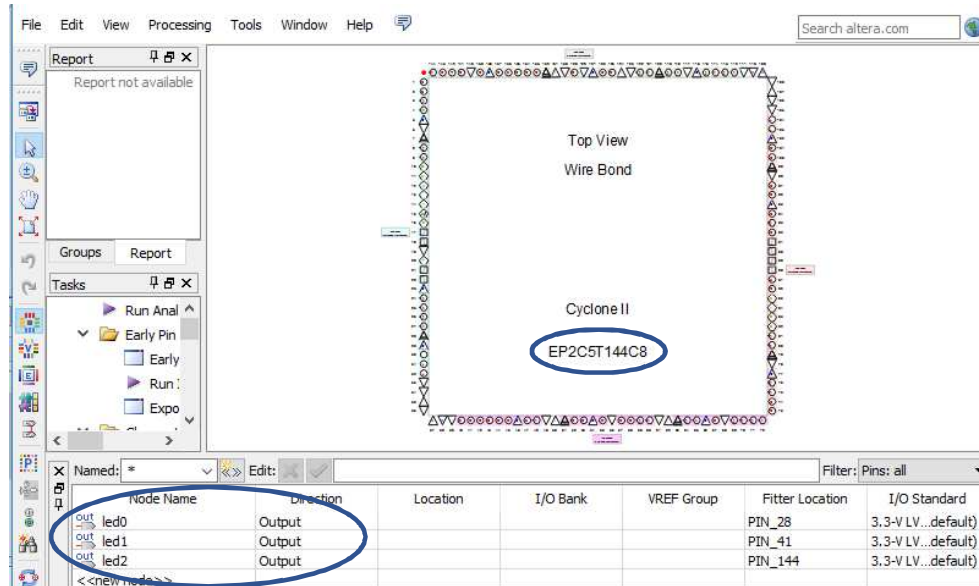 File Edit View Processing Tools Window Help
Search altera.com
Report
Report not available
Groups Report
Tasks
Run Anal
Early Pin
Early
Run
Expo
Top View
Wire Bond
Cyclone II
EP2C5T144C8
Named: * Edit: Filter: Pins: all
Node Name Direction Location I/O Bank VREF Group Fitter Location I/O Standard
out led0 Output PIN_28 3.3-V LV...default)
out led1 Output PIN_41 3.3-V LV...default)
out led2 Output PIN_144 3.3-V LV...default)
<<new node>>